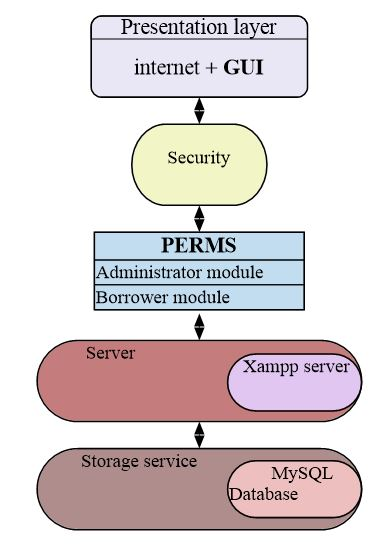 Presentation layer
internet + GUI
Security
PERMS
Administrator module
Borrower module
Server
Xampp server
Storage service
MySQL
Database